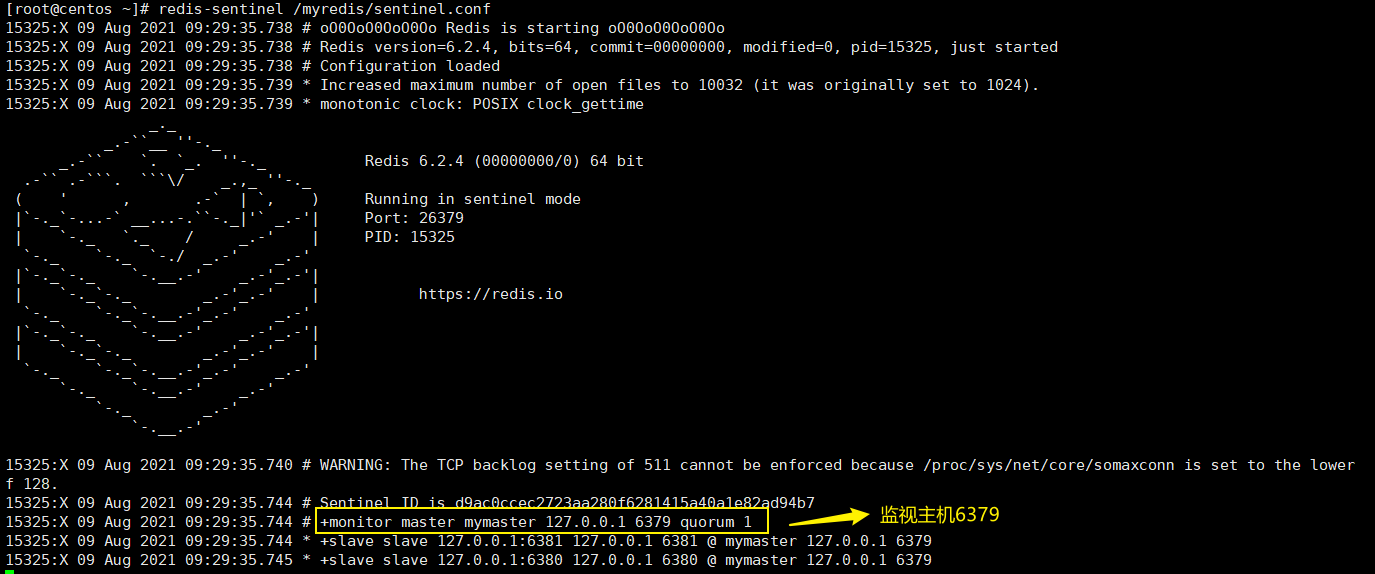 [root@centos ~]# redis-sentinel /myredis/sentinel.conf
15325:X 09 Aug 2021 09:29:35.738 # oO0OoO0OoO0Oo Redis is starting oO0OoO0OoO0Oo
15325:X 09 Aug 2021 09:29:35.738 # Redis version=6.2.4, bits=64, commit=00000000, modified=0, pid=15325, just started
15325:X 09 Aug 2021 09:29:35.738 # Configuration loaded
15325:X 09 Aug 2021 09:29:35.739 * Increased maximum number of open files to 10032 (it was originally set to 1024).
15325:X 09 Aug 2021 09:29:35.739 * monotonic clock: POSIX clock_gettime
Redis 6.2.4 (00000000/0) 64 bit
Running in sentinel mode
Port: 26379
PID: 15325
https://redis.io
15325:X 09 Aug 2021 09:29:35.740 # WARNING: The TCP backlog setting of 511 cannot be enforced because /proc/sys/net/core/somaxconn is set to the lower
f 128.
15325:X 09 Aug 2021 09:29:35.744 # Sentinel ID is d9ac0ccec2723aa280f6281415a40a1e82ad94b7
15325:X 09 Aug 2021 09:29:35.744 # +monitor master mymaster 127.0.0.1 6379 quorum 1
监视主机6379
15325:X 09 Aug 2021 09:29:35.744 * +slave slave 127.0.0.1:6381 127.0.0.1 6381 @ mymaster 127.0.0.1 6379
15325:X 09 Aug 2021 09:29:35.745 * +slave slave 127.0.0.1:6380 127.0.0.1 6380 @ mymaster 127.0.0.1 6379